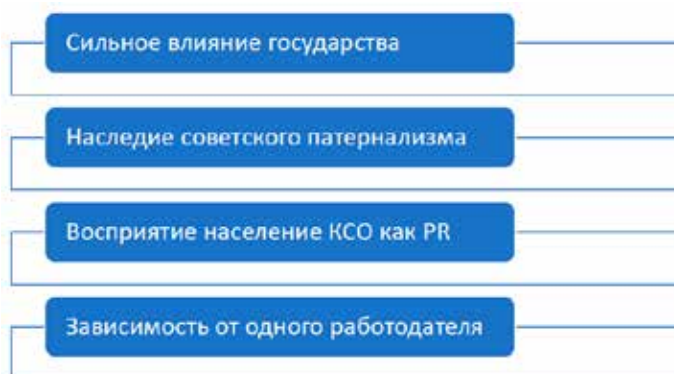 Сильное влияние государства
Наследие советского патернализма
Восприятие население КСО как PR
Зависимость от одного работодателя